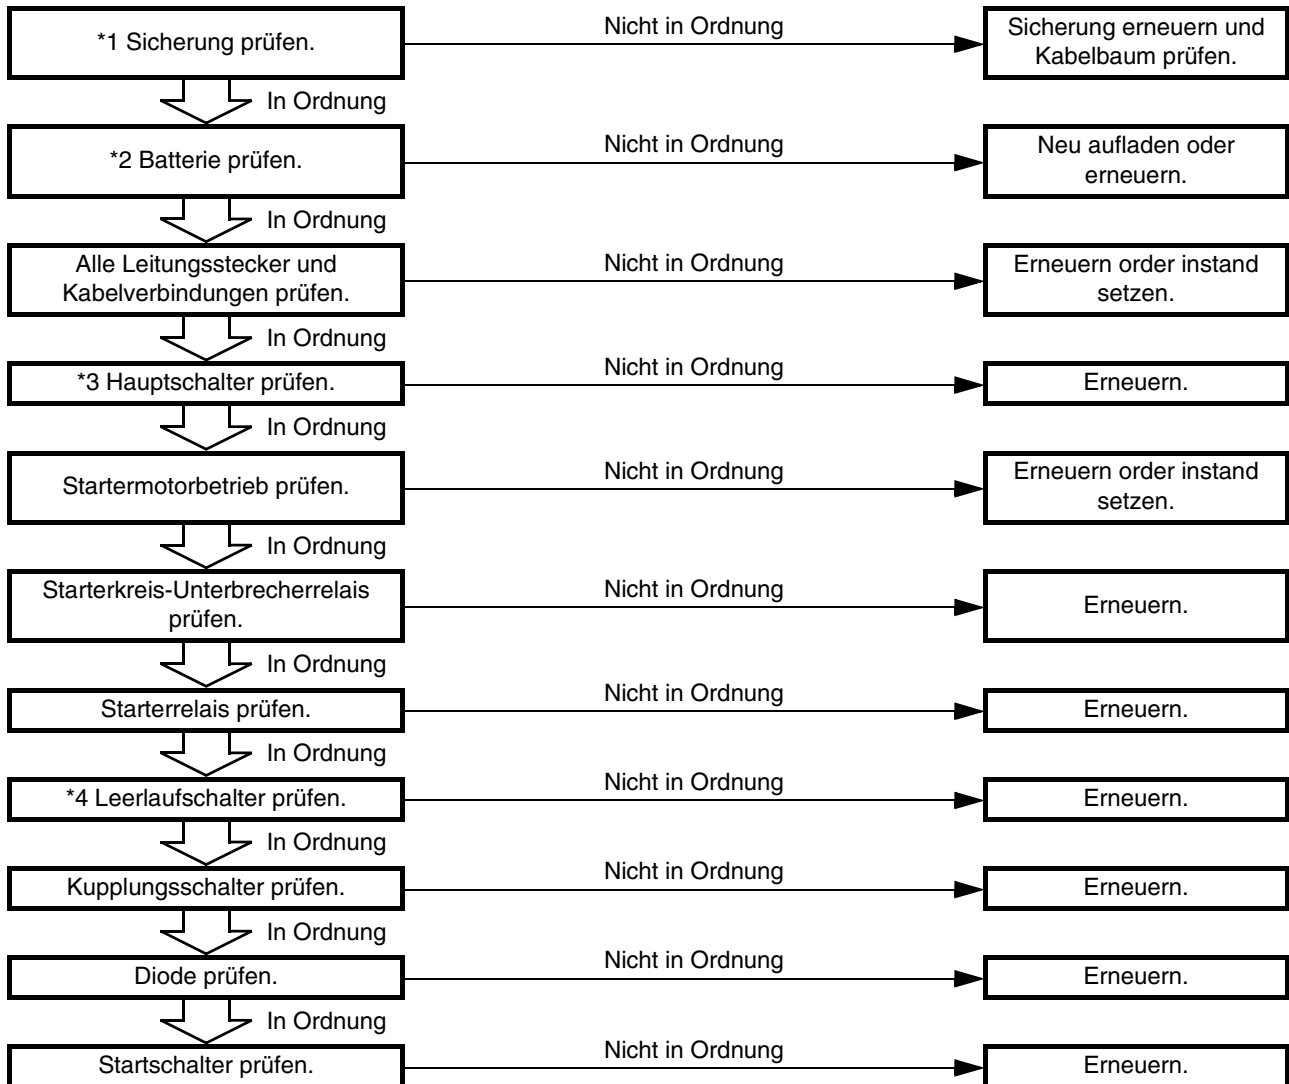 *1 Sicherung prüfen.
Nicht in Ordnung
Sicherung erneuern und
Kabelbaum prüfen.
In Ordnung
*2 Batterie prüfen.
Nicht in Ordnung
Neu aufladen oder
erneuern.
In Ordnung
Alle Leitungsstecker und
Kabelverbindungen prüfen.
Nicht in Ordnung
Erneuern order instand
setzen.
In Ordnung
*3 Hauptschalter prüfen.
Nicht in Ordnung
Erneuern.
In Ordnung
Startermotorbetrieb prüfen.
Nicht in Ordnung
Erneuern order instand
setzen.
In Ordnung
Starterkreis-Unterbrecherrelais
prüfen.
Nicht in Ordnung
Erneuern.
In Ordnung
Starterrelais prüfen.
Nicht in Ordnung
Erneuern.
In Ordnung
*4 Leerlaufschalter prüfen.
Nicht in Ordnung
Erneuern.
In Ordnung
Kupplungsschalter prüfen.
Nicht in Ordnung
Erneuern.
In Ordnung
Diode prüfen.
Nicht in Ordnung
Erneuern.
In Ordnung
Startschalter prüfen.
Nicht in Ordnung
Erneuern.